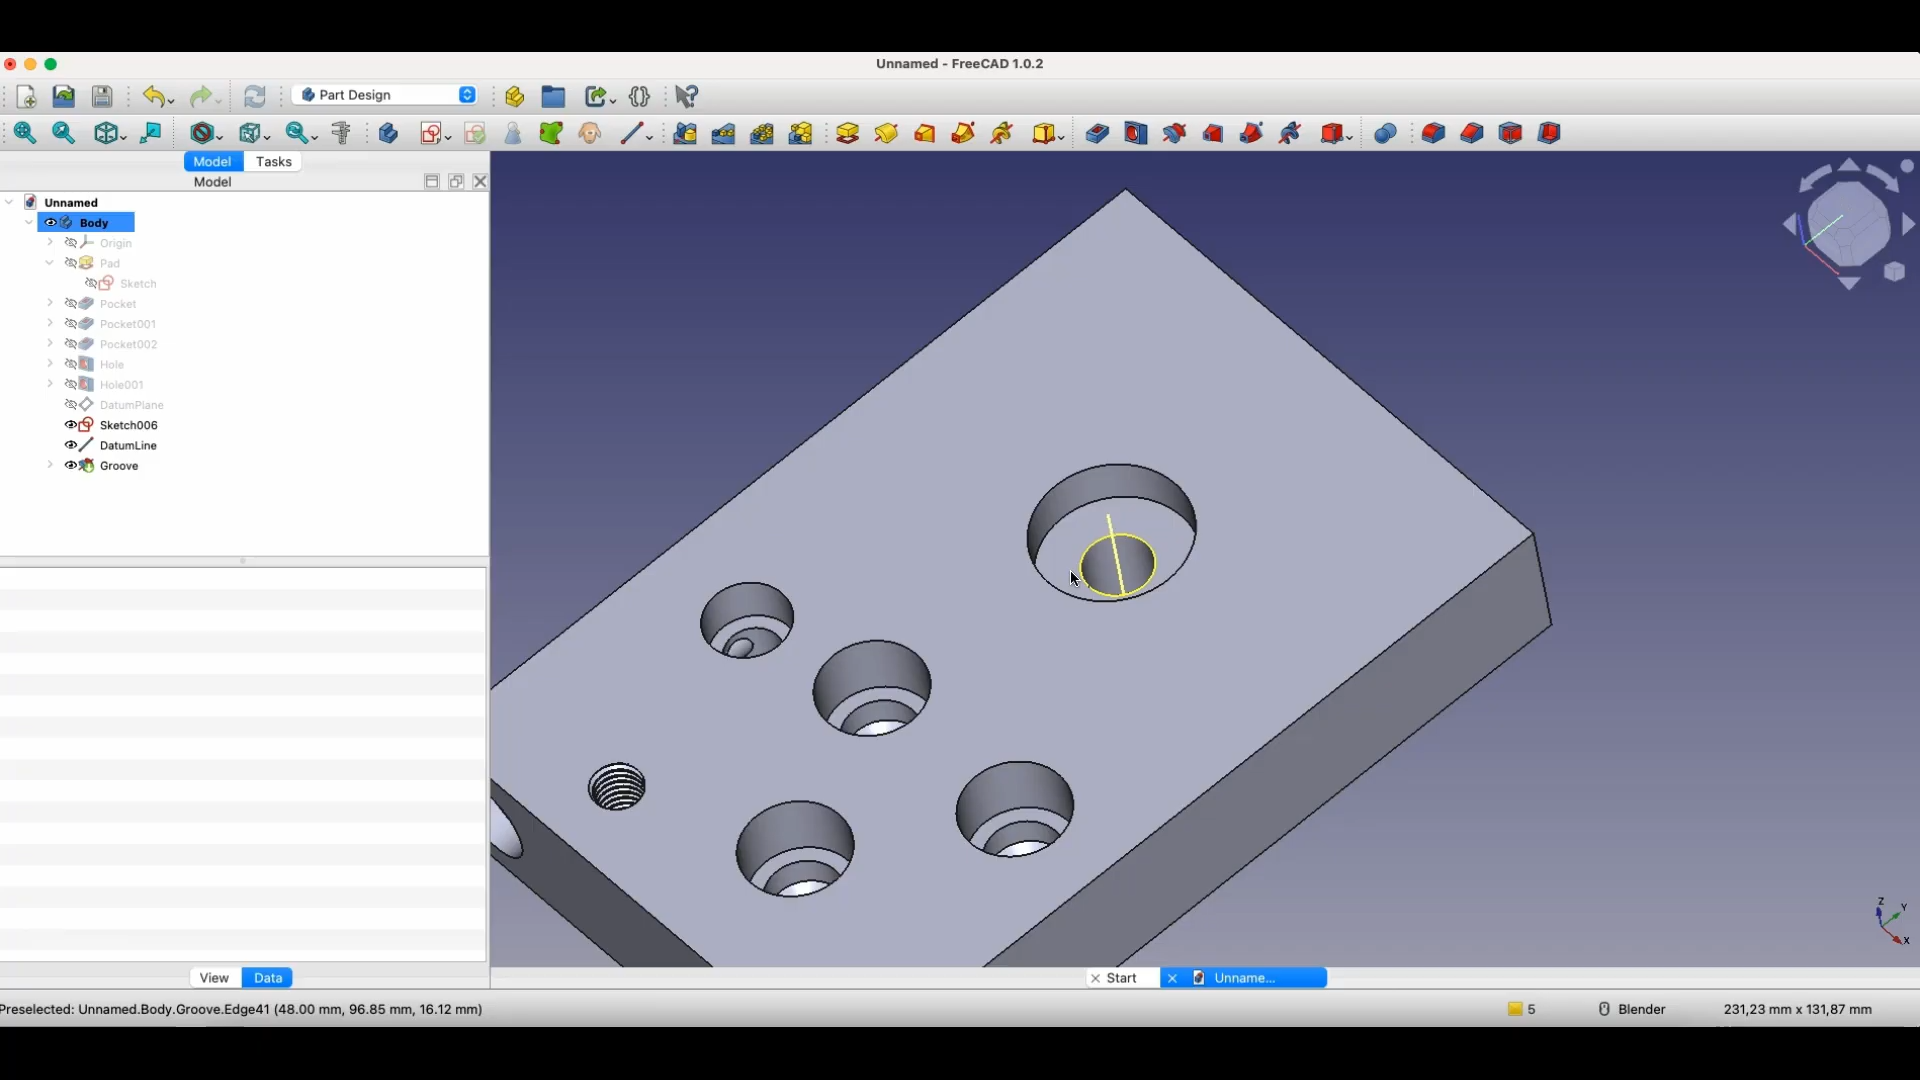 Unnamed - FreeCAD 1.0.2
Part Design
Model
Tasks
Model
Unnamed
Body
Origin
Pad
Sketch
Pocket
Pocket001
Pocket002
Hole
Hole001
DatumPlane
Sketch006
DatumLine
Groove
Z
Y
X
View
Data
Start
Unname...
Preselected: Unnamed.Body.Groove.Edge41 (48.00 mm, 96.85 mm, 16.12 mm)
5
Blender
231,23 mm x 131,87 mm